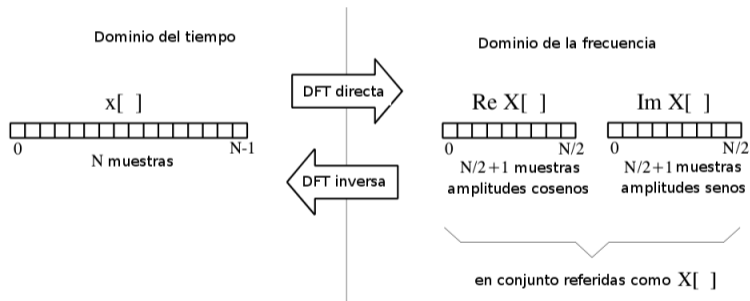 Dominio del tiempo
x[ ]
0
N-1
N muestras
DFT directa
DFT inversa
Dominio de la frecuencia
Re X[ ]
0
N/2
N/2+1 muestras
amplitudes cosenos
Im X[ ]
0
N/2
N/2+1 muestras
amplitudes senos
en conjunto referidas como X[ ]